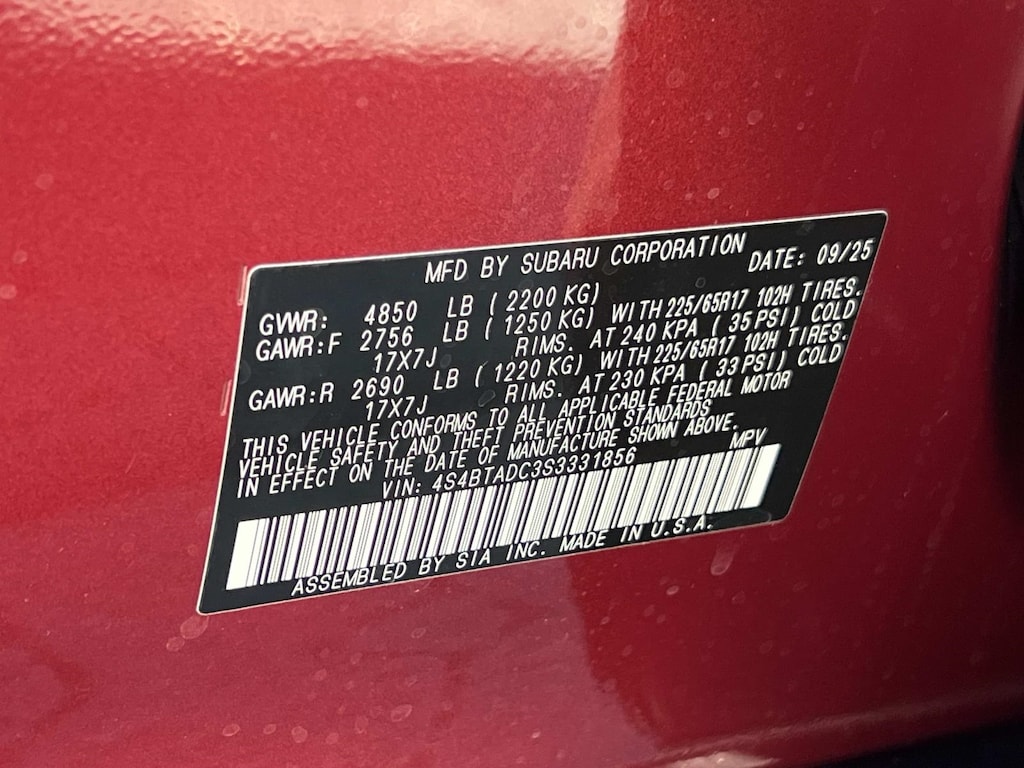 MFD BY SUBARU CORPORATION DATE: 09/25
GVWR: 4850 LB ( 2200 KG)
GAWR:F 2756 LB ( 1250 KG) WITH 225/65R17 102H TIRES.
17X7J RIMS. AT 240 KPA ( 35 PSI) COLD
GAWR:R 2690 LB ( 1220 KG) WITH 225/65R17 102H TIRES.
17X7J RIMS. AT 230 KPA ( 33 PSI) COLD
THIS VEHICLE CONFORMS TO ALL APPLICABLE FEDERAL MOTOR
VEHICLE SAFETY AND THEFT PREVENTION STANDARDS
IN EFFECT ON THE DATE OF MANUFACTURE SHOWN ABOVE.
VIN: 4S4BTADC3S3331856 MPV
ASSEMBLED BY SIA INC. MADE IN U.S.A.